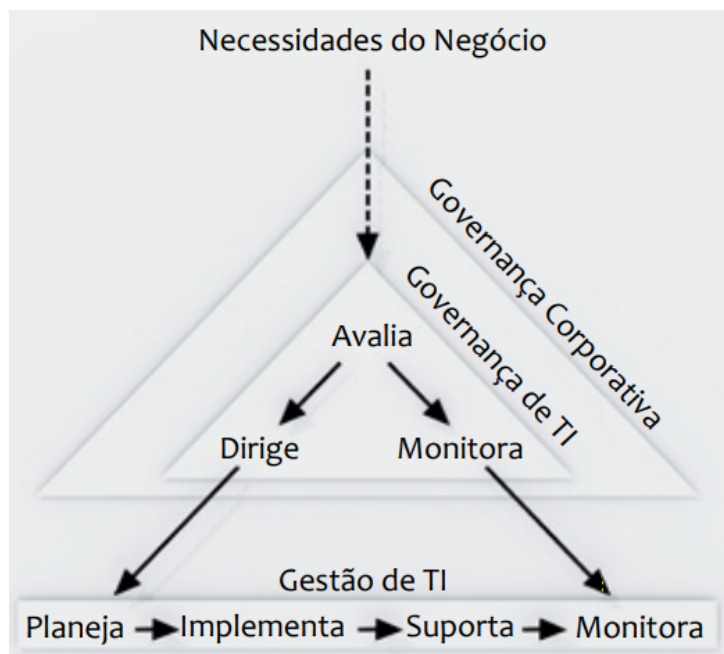 Necessidades do Negócio
Governança Corporativa
Governança de TI
Avalia
Dirige
Monitora
Gestão de TI
Planeja
Implementa
Suporta
Monitora